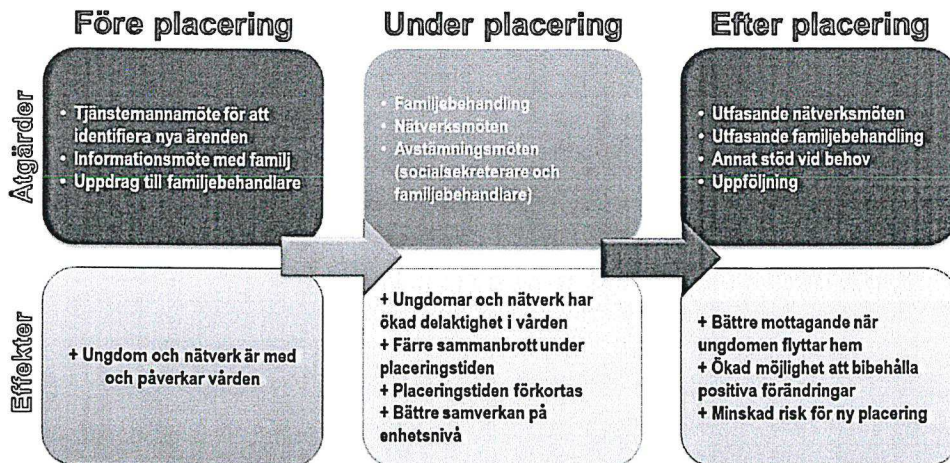 Före placering
Under placering
Efter placering
Åtgärder
• Tjänstemannamöte för att
identifiera nya ärenden
• Informationsmöte med familj
• Uppdrag till familjebehandlare
• Familjebehandling
• Nätverksmöten
• Avstämningsmöten
(socialsekreterare och
familjebehandlare)
• Utfasande nätverksmöten
• Utfasande familjebehandling
• Annat stöd vid behov
• Uppföljning
Effekter
+ Ungdom och nätverk är med
och påverkar vården
+ Ungdomar och nätverk har
ökad delaktighet i vården
+ Färre sammanbrott under
placeringstiden
+ Placeringstiden förkortas
+ Bättre samverkan på
enhetsnivå
+ Bättre mottagande när
ungdomen flyttar hem
+ Ökad möjlighet att bibehålla
positiva förändringar
+ Minskad risk för ny placering